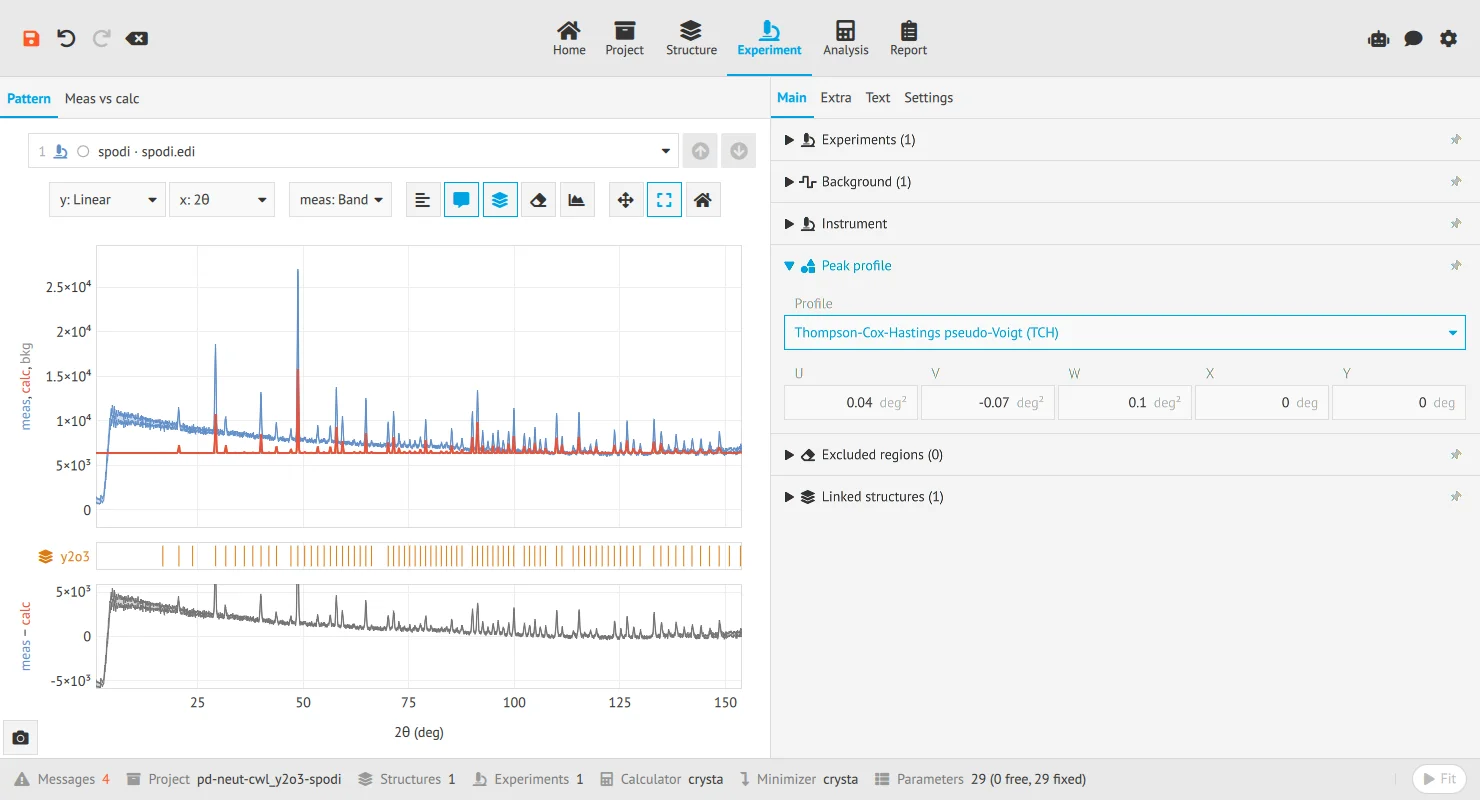 Home
Project
Structure
Experiment
Analysis
Report
Pattern
Meas vs calc
Main
Extra
Text
Settings
1 spodi · spodi.edi
y: Linear
x: 2θ
meas: Band
2.5×10⁴
2×10⁴
1.5×10⁴
1×10⁴
5×10³
0
meas, calc, bkg
y2o3
5×10³
0
-5×10³
meas − calc
25
50
75
100
125
150
2θ (deg)
Experiments (1)
Background (1)
Instrument
Peak profile
Profile
Thompson-Cox-Hastings pseudo-Voigt (TCH)
U
V
W
X
Y
0.04 deg²
-0.07 deg²
0.1 deg²
0 deg
0 deg
Excluded regions (0)
Linked structures (1)
Messages 4
Project pd-neut-cwl_y2o3-spodi
Structures 1
Experiments 1
Calculator crysta
Minimizer crysta
Parameters 29 (0 free, 29 fixed)
Fit